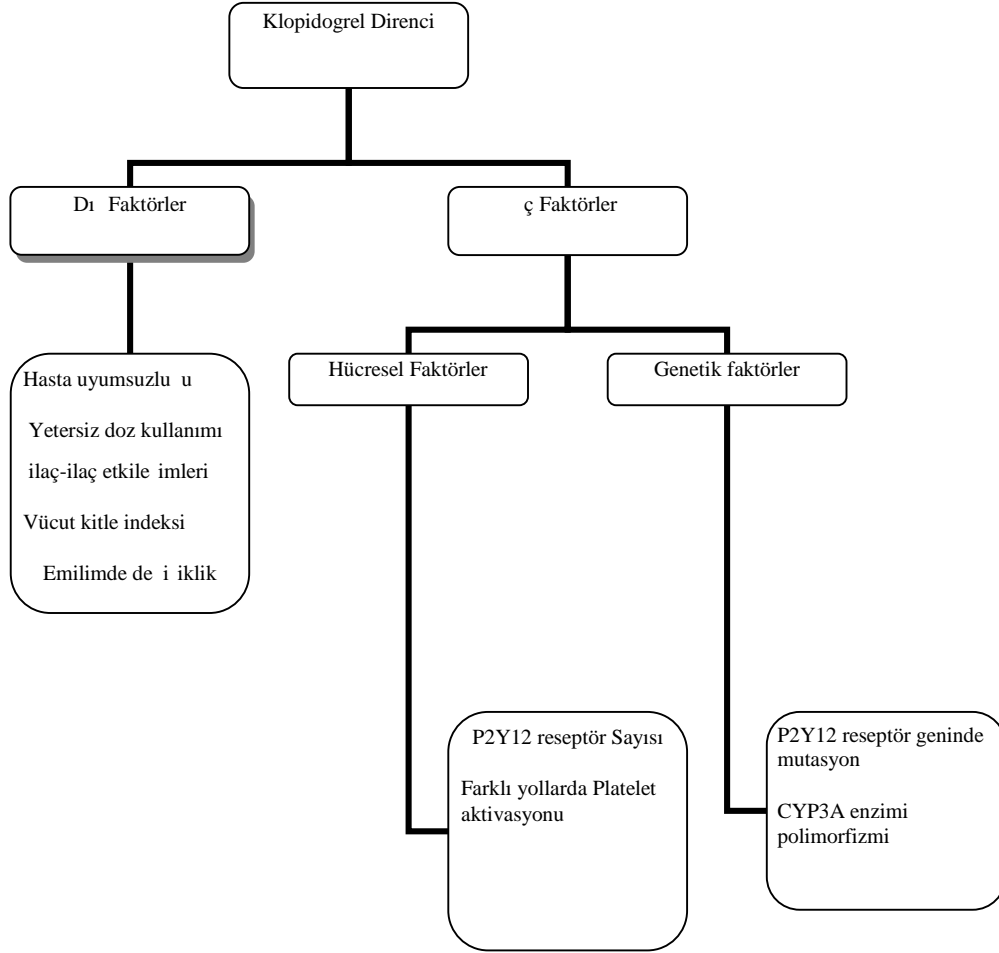 Klopidogrel Direnci
Dı Faktörler
ç Faktörler
Hücresel Faktörler
Genetik faktörler
Hasta uyumsuzlu u
Yetersiz doz kullanımı
ilaç-ilaç etkile imleri
Vücut kitle indeksi
Emilimde de i iklik
P2Y12 reseptör Sayısı
Farklı yollarda Platelet
aktivasyonu
P2Y12 reseptör geninde
mutasyon
CYP3A enzimi
polimorfizmi